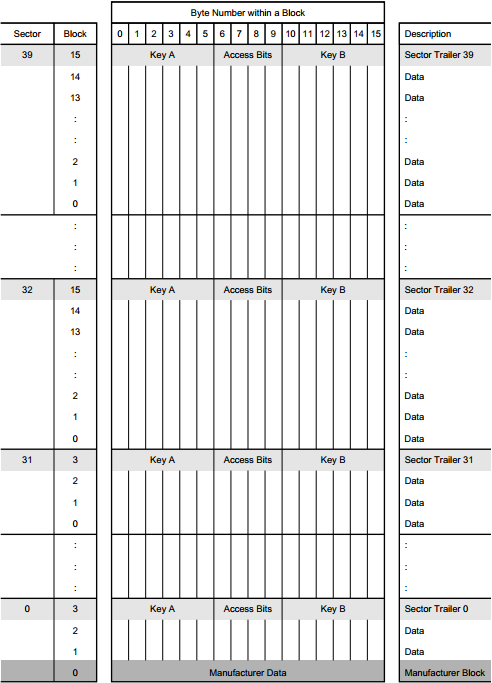 Byte Number within a Block
Sector Block 0 1 2 3 4 5 6 7 8 9 10 11 12 13 14 15 Description
39 15 Key A Access Bits Key B Sector Trailer 39
14 Data
13 Data
: :
: :
2 Data
1 Data
0 Data
: :
: :
: :
32 15 Key A Access Bits Key B Sector Trailer 32
14 Data
13 Data
: :
: :
2 Data
1 Data
0 Data
31 3 Key A Access Bits Key B Sector Trailer 31
2 Data
1 Data
0 Data
: :
: :
: :
0 3 Key A Access Bits Key B Sector Trailer 0
2 Data
1 Data
0 Manufacturer Data Manufacturer Block